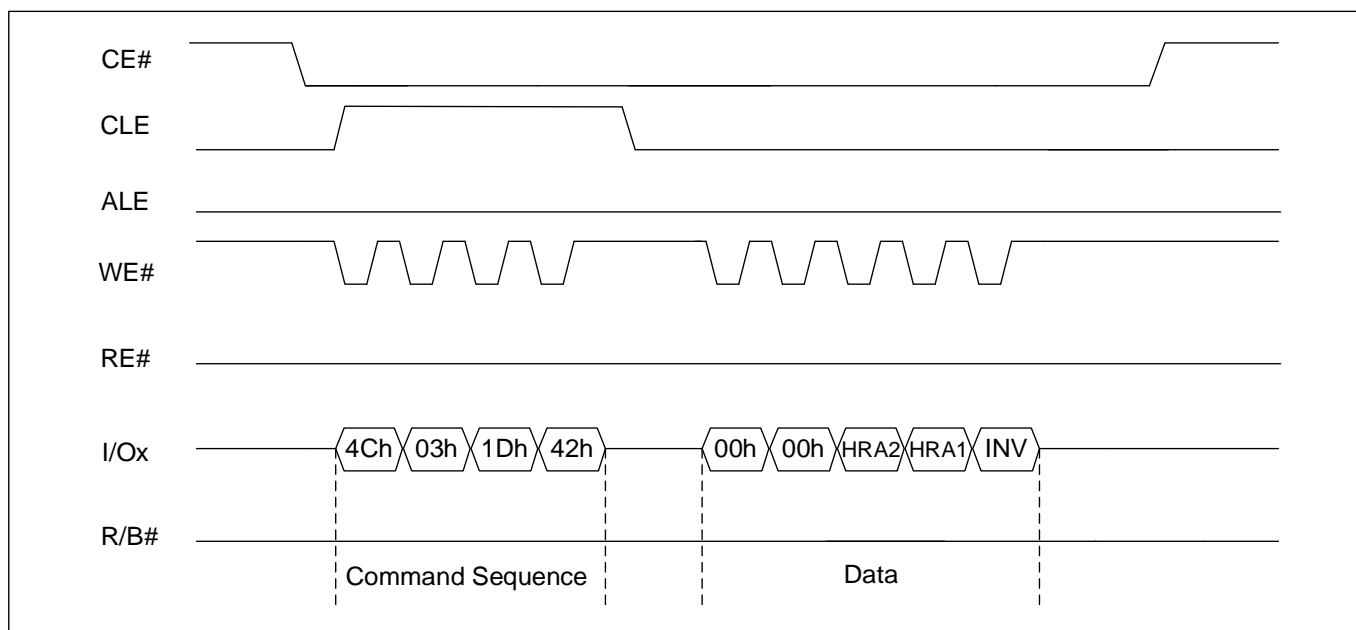 CE#
CLE
ALE
WE#
RE#
I/Ox 4Ch 03h 1Dh 42h 00h 00h HRA2 HRA1 INV
R/B#
Command Sequence Data